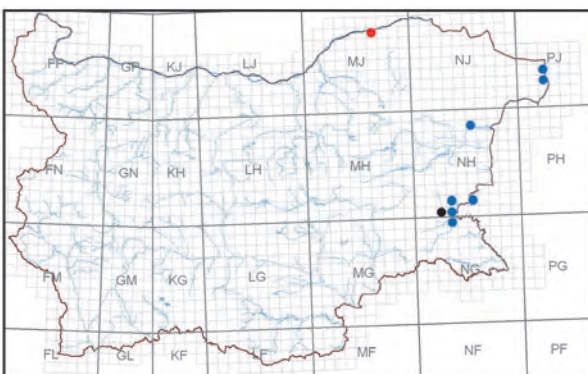 FP GP KJ LJ MJ NJ PJ
FN GN KH LH MH NH PH
FM GM KG LG MG NG PG
FL GL KF LF MF NF PF